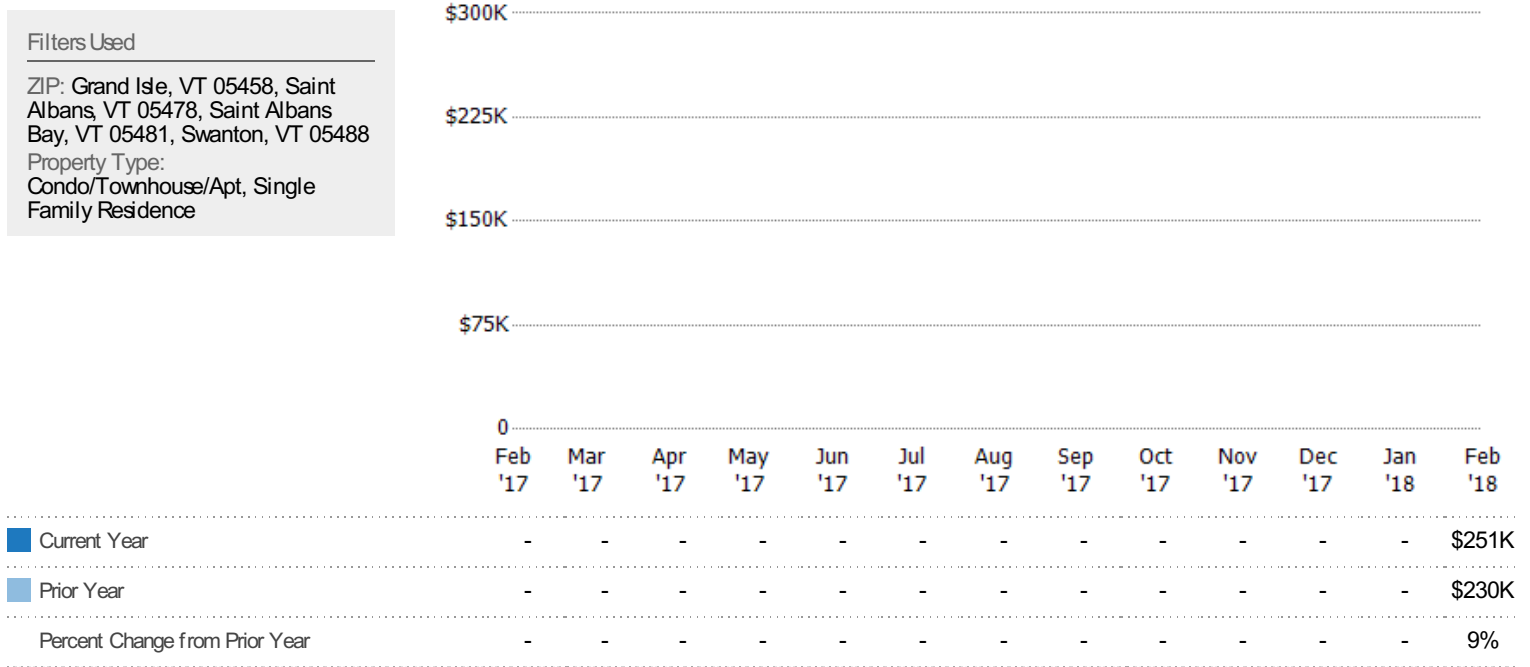 Filters Used
ZIP: Grand Isle, VT 05458, Saint
Albans, VT 05478, Saint Albans
Bay, VT 05481, Swanton, VT 05488
Property Type:
Condo/Townhouse/Apt, Single
Family Residence
$300K
$225K
$150K
$75K
0
Feb Mar Apr May Jun Jul Aug Sep Oct Nov Dec Jan Feb
'17 '17 '17 '17 '17 '17 '17 '17 '17 '17 '17 '18 '18
Current Year - - - - - - - - - - - - $251K
Prior Year - - - - - - - - - - - - $230K
Percent Change from Prior Year - - - - - - - - - - - - 9%